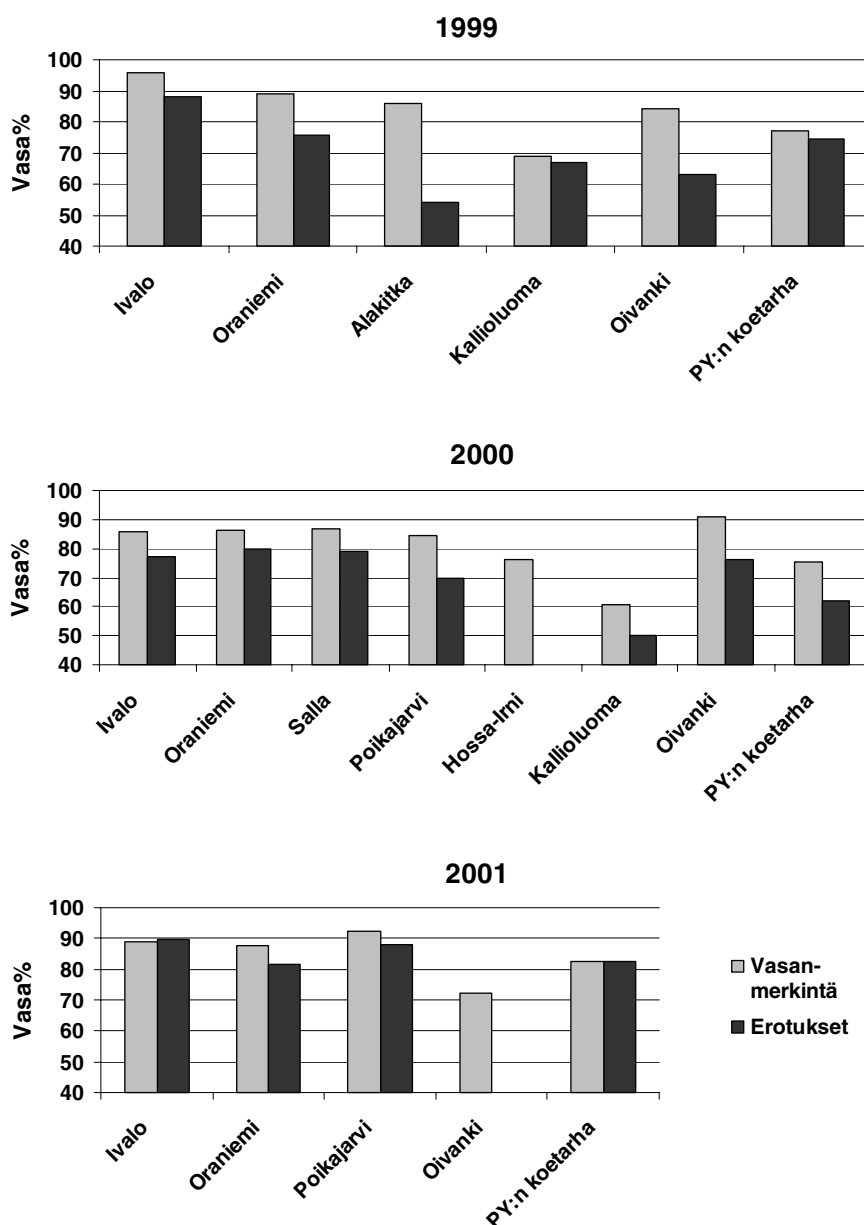 1999
Vasa%
100
90
80
70
60
50
40
Ivalo
Oraniemi
Alakitka
Kallioluoma
Oivanki
PY:n koetarha
2000
Vasa%
100
90
80
70
60
50
40
Ivalo
Oraniemi
Salla
Poikajarvi
Hossa-Irni
Kallioluoma
Oivanki
PY:n koetarha
2001
Vasa%
100
90
80
70
60
50
40
Ivalo
Oraniemi
Poikajarvi
Oivanki
PY:n koetarha
Vasan-
merkintä
Erotukset